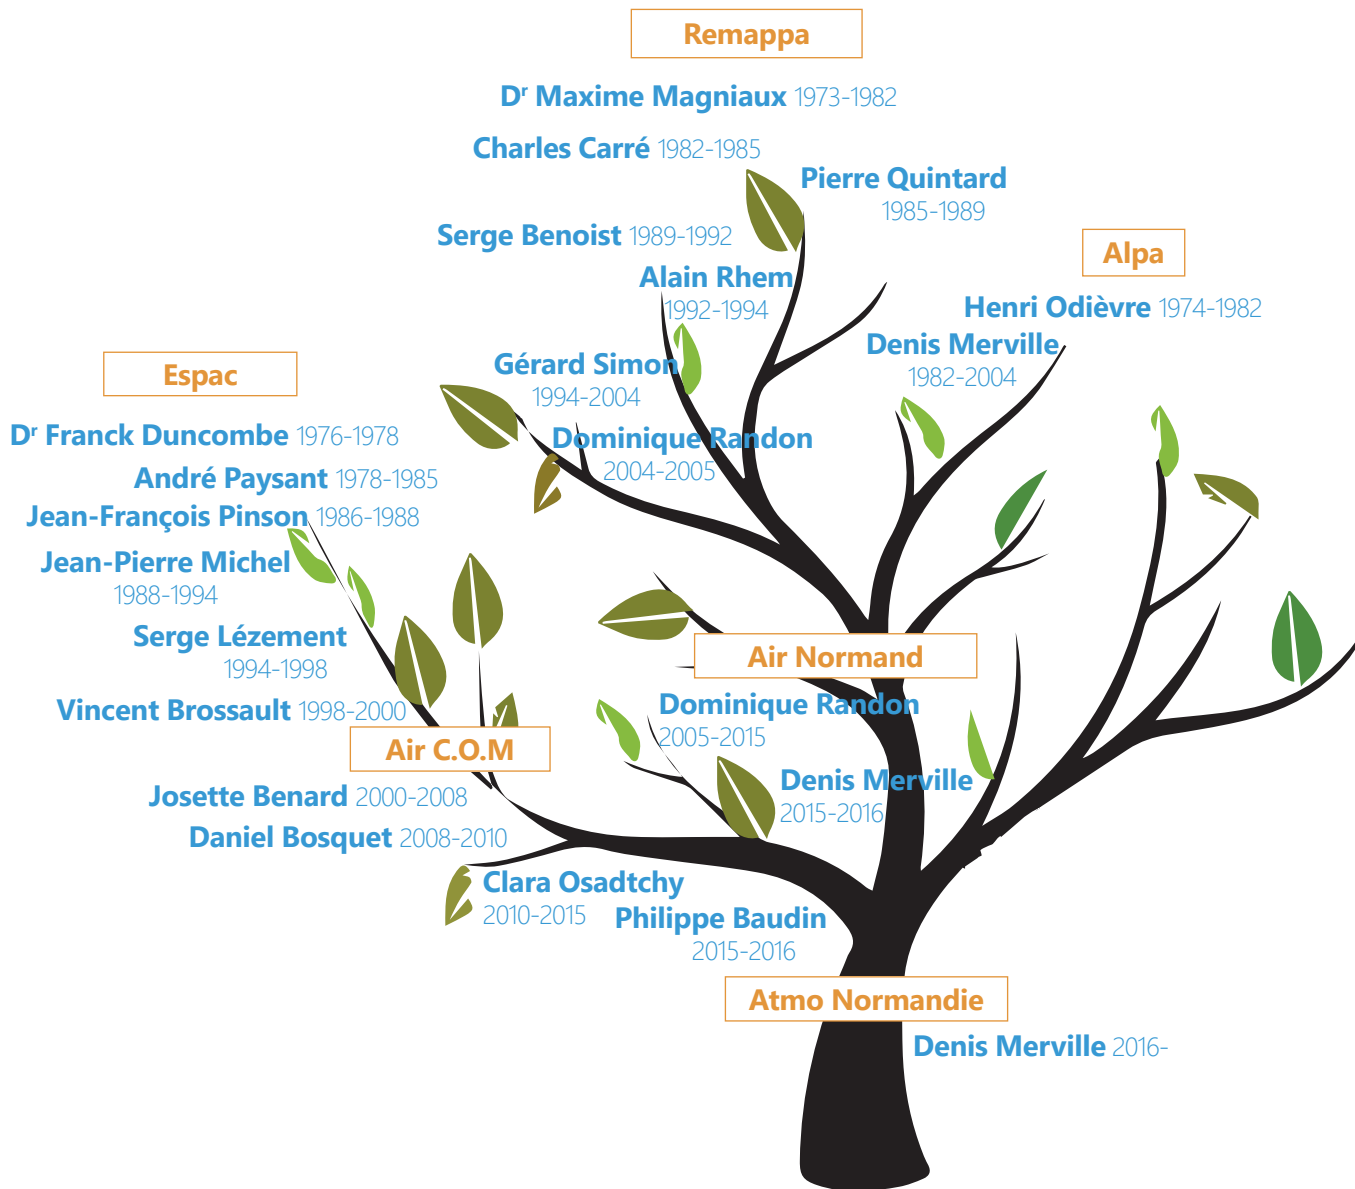 Remappa
Dr Maxime Magniaux 1973-1982
Charles Carré 1982-1985
Pierre Quintard
1985-1989
Serge Benoist 1989-1992
Alain Rhem
1992-1994
Gérard Simon
1994-2004
Dominique Randon
2004-2005
Alpa
Henri Odièvre 1974-1982
Denis Merville
1982-2004
Espac
Dr Franck Duncombe 1976-1978
André Paysant 1978-1985
Jean-François Pinson 1986-1988
Jean-Pierre Michel
1988-1994
Serge Lézement
1994-1998
Vincent Brossault 1998-2000
Air Normand
Dominique Randon
2005-2015
Denis Merville
2015-2016
Air C.O.M
Josette Benard 2000-2008
Daniel Bosquet 2008-2010
Clara Osadtchy
2010-2015
Philippe Baudin
2015-2016
Atmo Normandie
Denis Merville 2016-